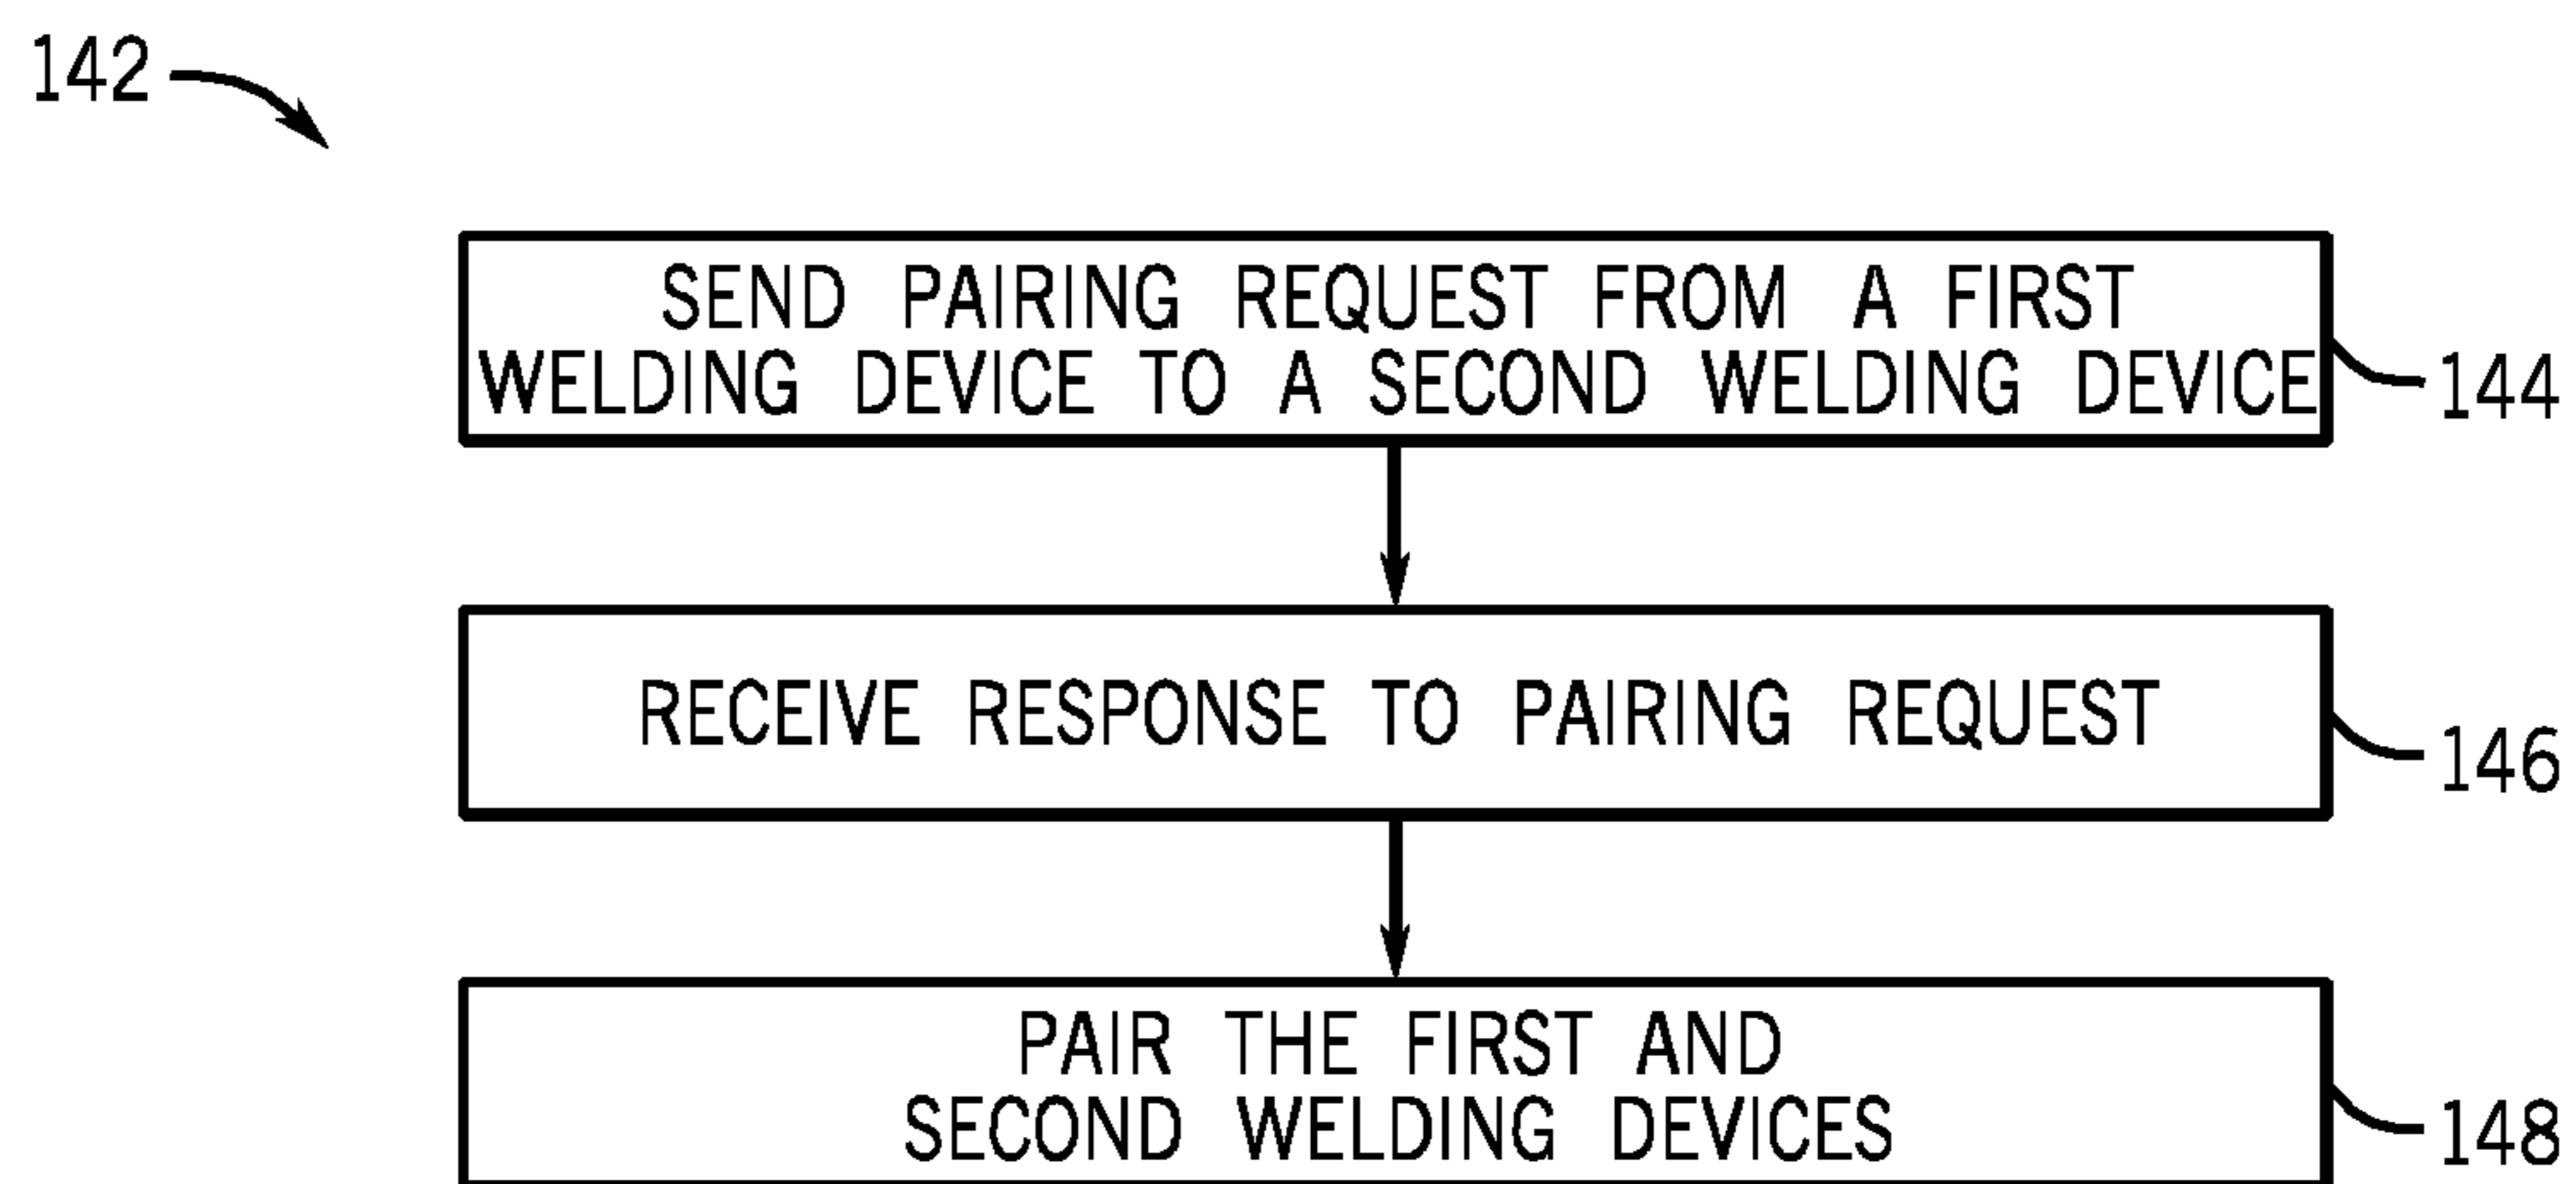 142
SEND PAIRING REQUEST FROM A FIRST
WELDING DEVICE TO A SECOND WELDING DEVICE
144
RECEIVE RESPONSE TO PAIRING REQUEST
146
PAIR THE FIRST AND
SECOND WELDING DEVICES
148